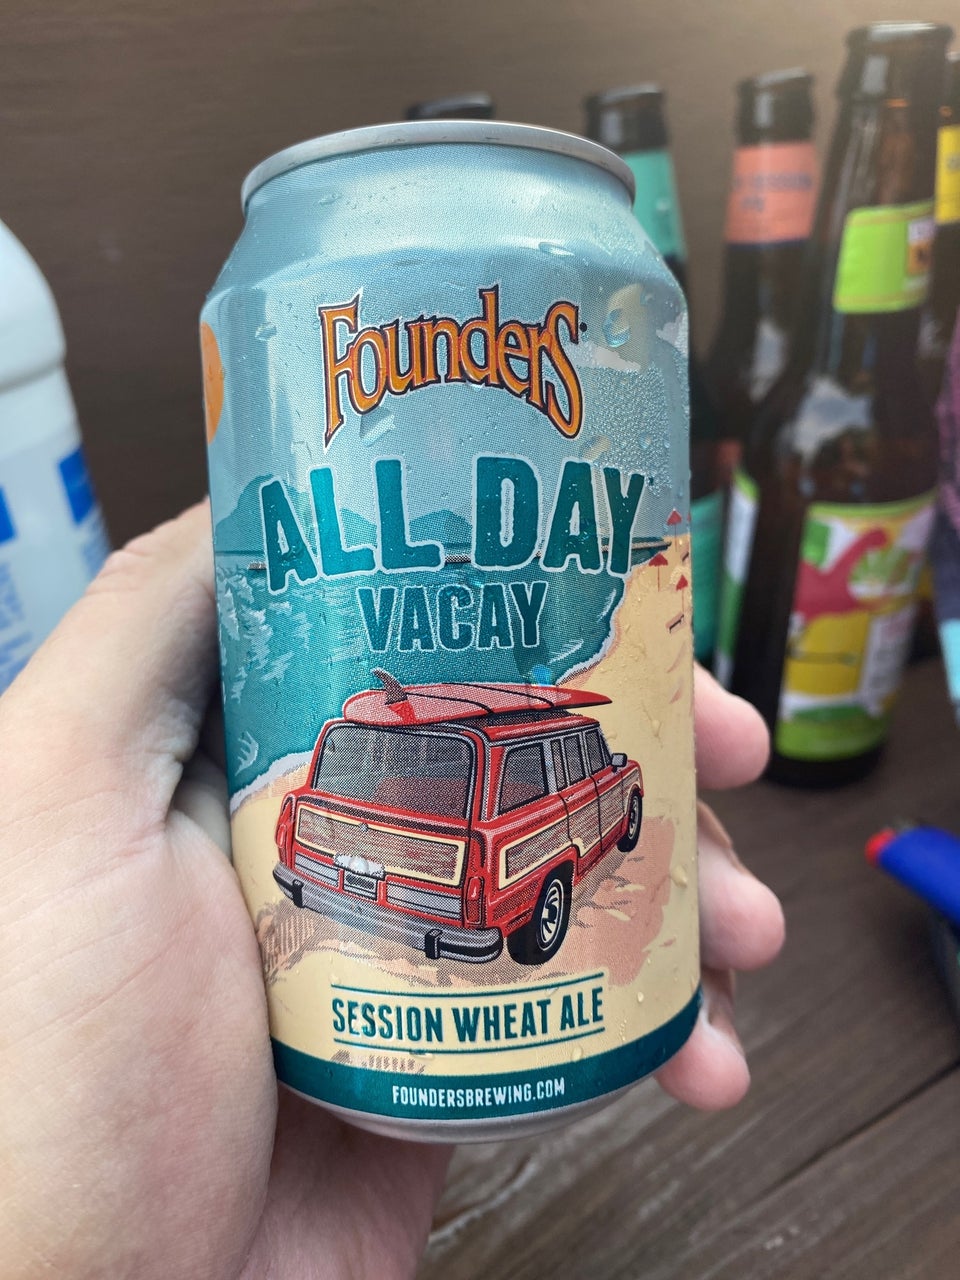 Founders
ALL DAY
VACAY
SESSION WHEAT ALE
FOUNDERSBREWING.COM